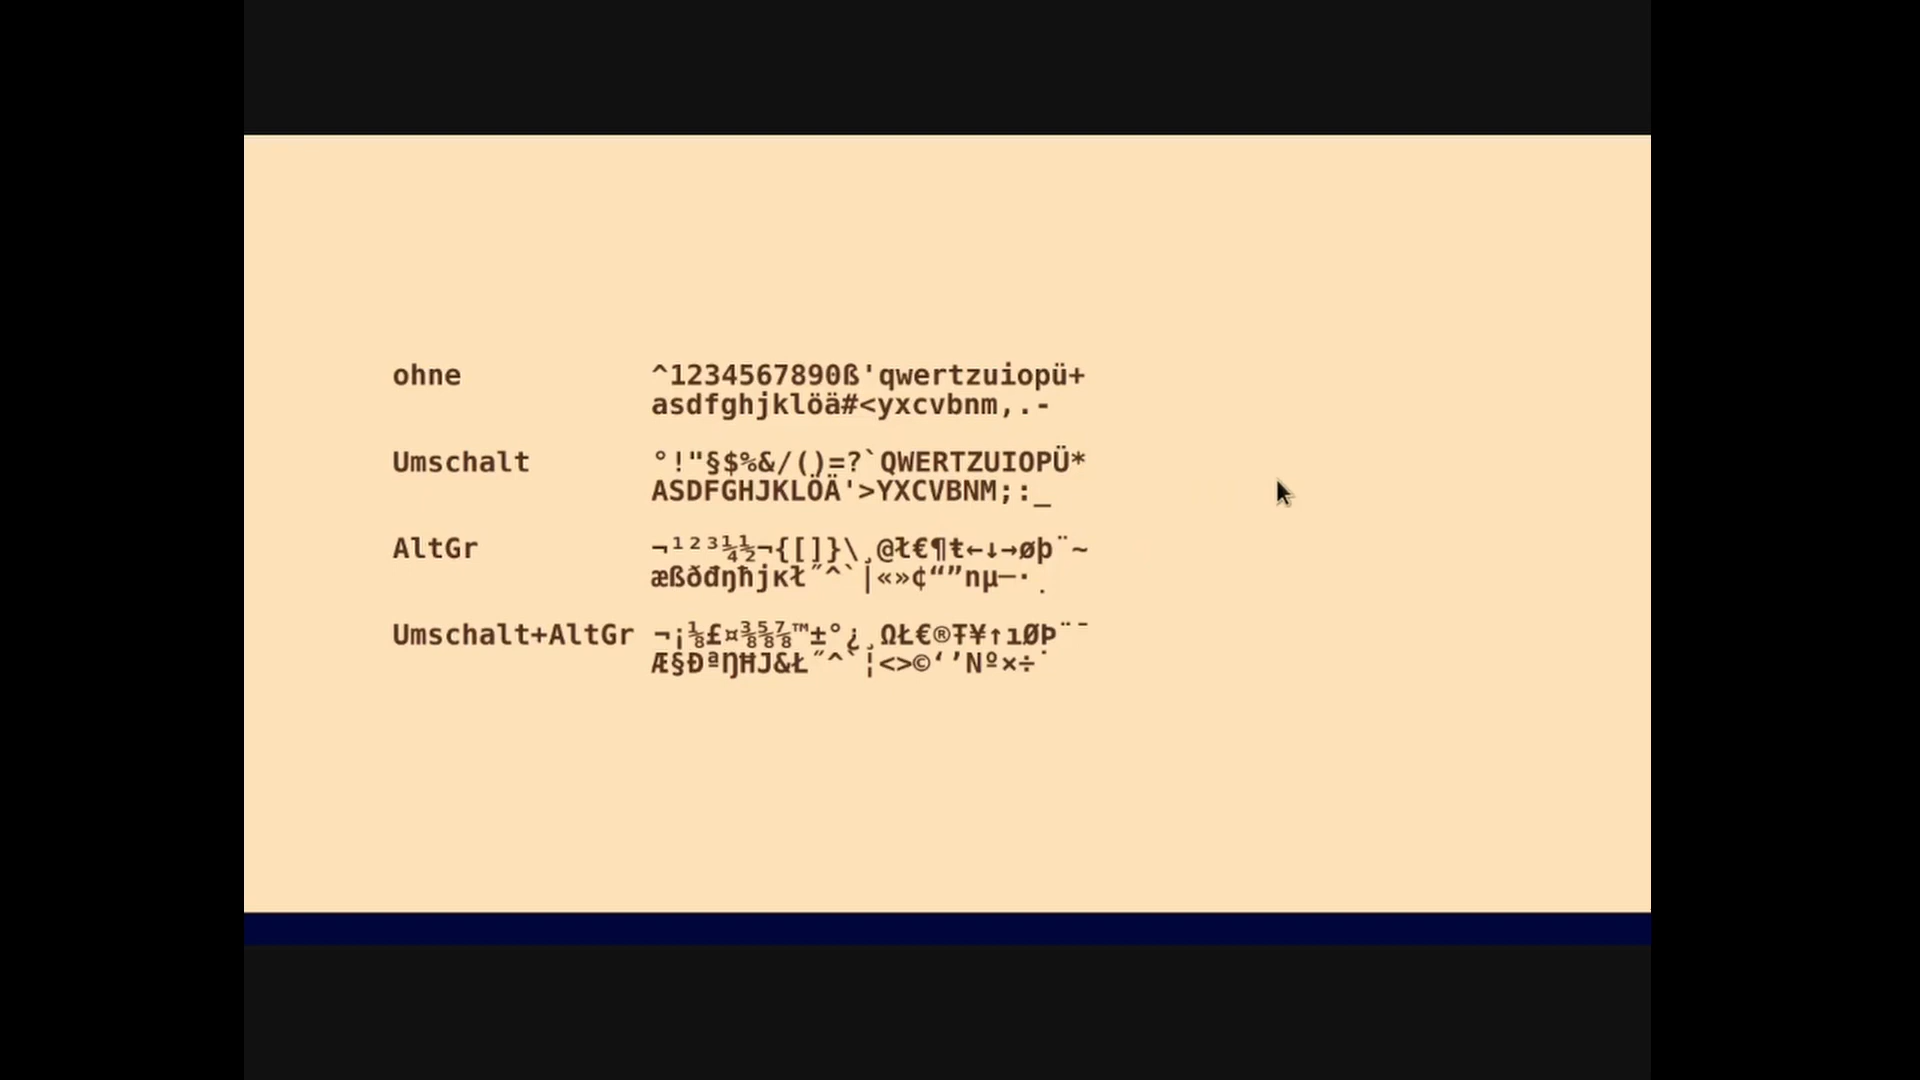 ohne ^1234567890ß'qwertzuiopü+
asdfghjklöä#<yxcvbnm,.-
Umschalt °!"§$%&/()=?`QWERTZUIOPÜ*
ASDFGHJKLÖÄ'>YXCVBNM;:_
AltGr ¬¹²³¼½¬{[]}\¸@ł€¶ŧ←↓→øþ¨~
æßðđŋħjĸł˝^`|«»¢“”nµ─·.
Umschalt+AltGr ¬¡⅛£¤⅜⅝⅞™±°¿¸ΩŁ€®Ŧ¥↑ıØÞ¨¯
Æ§ÐªŊĦJ&Ł˝^`¦<>©‘’Nº×÷˙